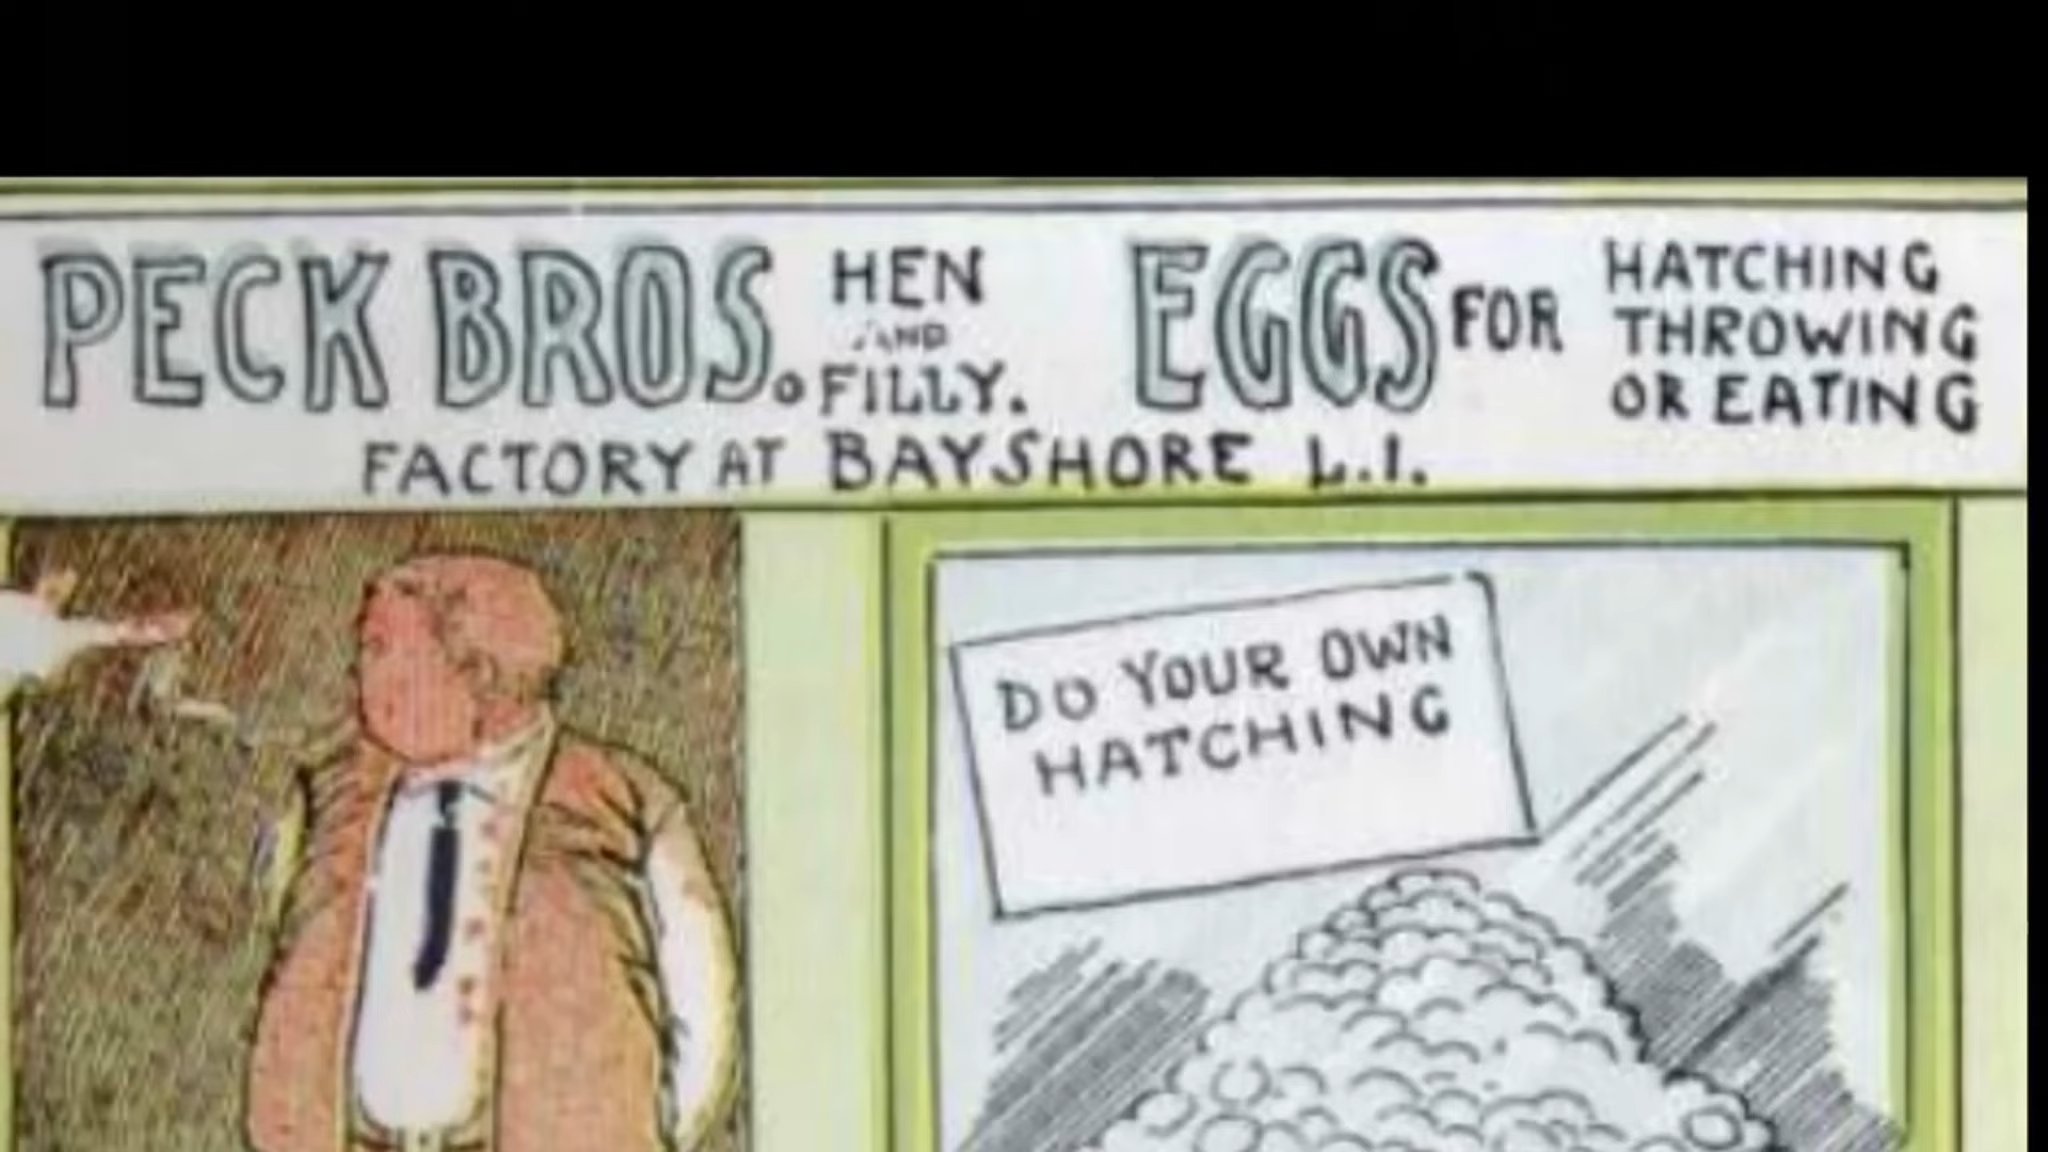 PECK BROS. HEN AND FILLY. EGGS FOR HATCHING THROWING OR EATING
FACTORY AT BAYSHORE L.I.
DO YOUR OWN
HATCHING